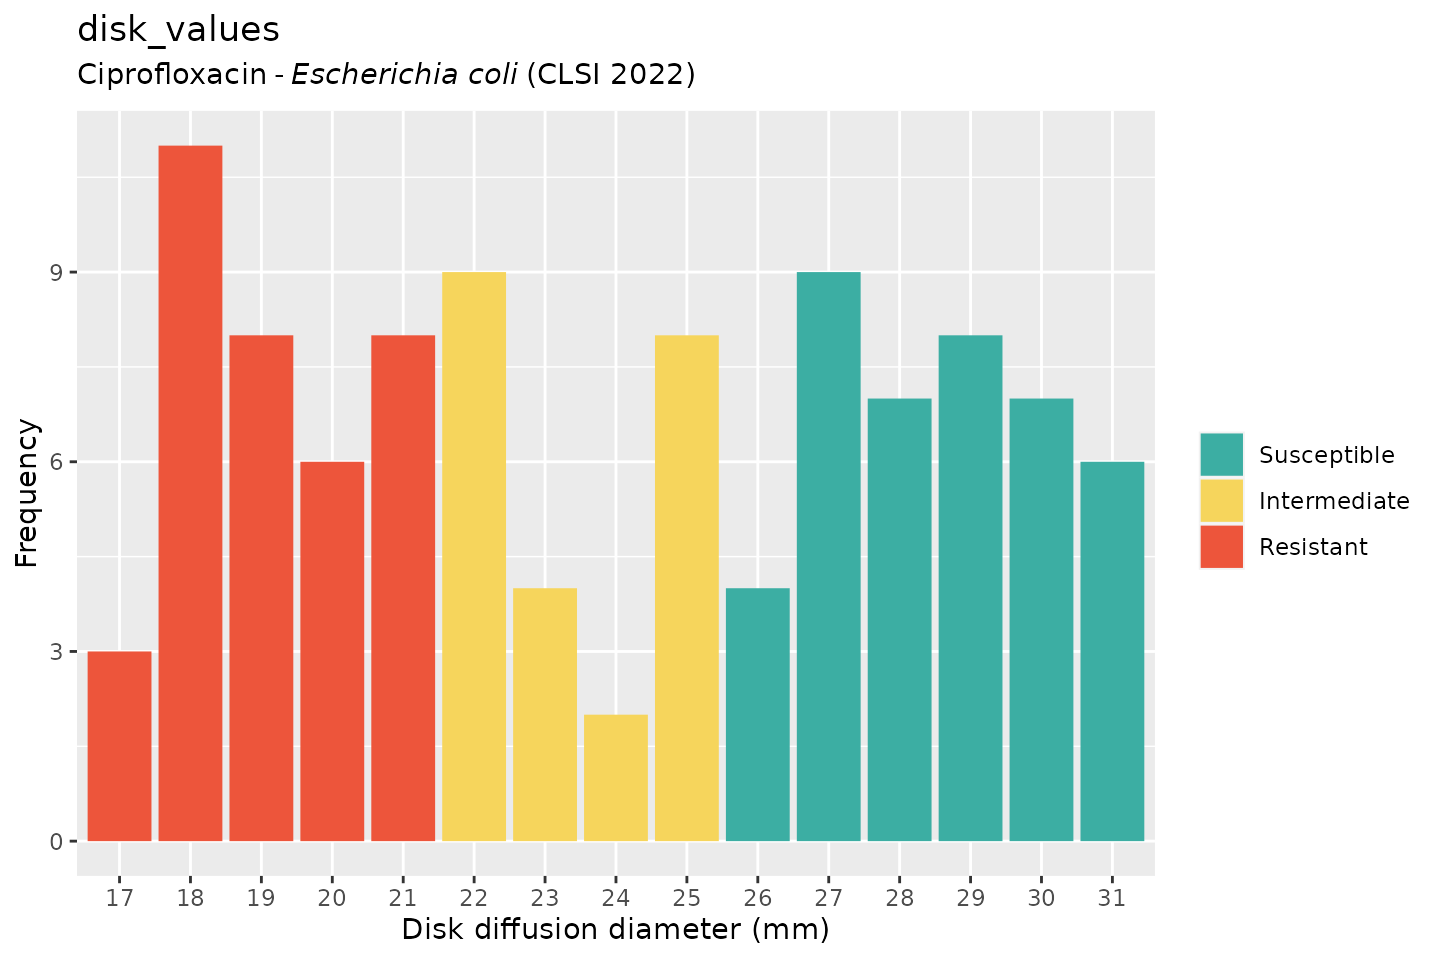 disk_values
Ciprofloxacin - Escherichia coli (CLSI 2022)
Frequency
9
6
3
0
17 18 19 20 21 22 23 24 25 26 27 28 29 30 31
Disk diffusion diameter (mm)
Susceptible
Intermediate
Resistant